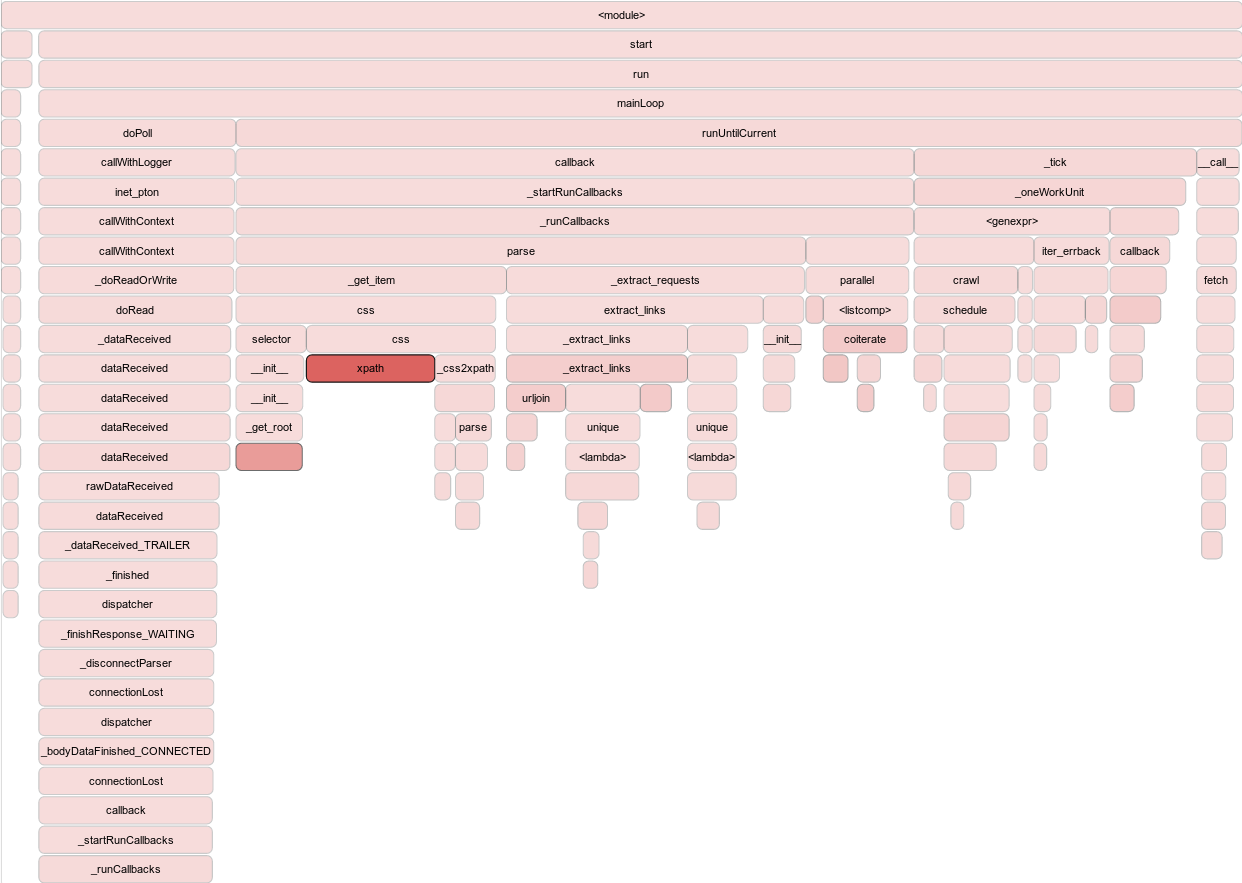 <module>
start
run
mainLoop
doPoll runUntilCurrent
callWithLogger callback _tick __call__
inet_pton _startRunCallbacks _oneWorkUnit
callWithContext _runCallbacks <genexpr>
callWithContext parse iter_errback callback
_doReadOrWrite _get_item _extract_requests parallel crawl fetch
doRead css extract_links <listcomp> schedule
_dataReceived selector css _extract_links __init__ coiterate
dataReceived __init__ xpath _css2xpath _extract_links
dataReceived __init__ urljoin
dataReceived _get_root parse unique unique
dataReceived <lambda> <lambda>
rawDataReceived
dataReceived
_dataReceived_TRAILER
_finished
dispatcher
_finishResponse_WAITING
_disconnectParser
connectionLost
dispatcher
_bodyDataFinished_CONNECTED
connectionLost
callback
_startRunCallbacks
_runCallbacks